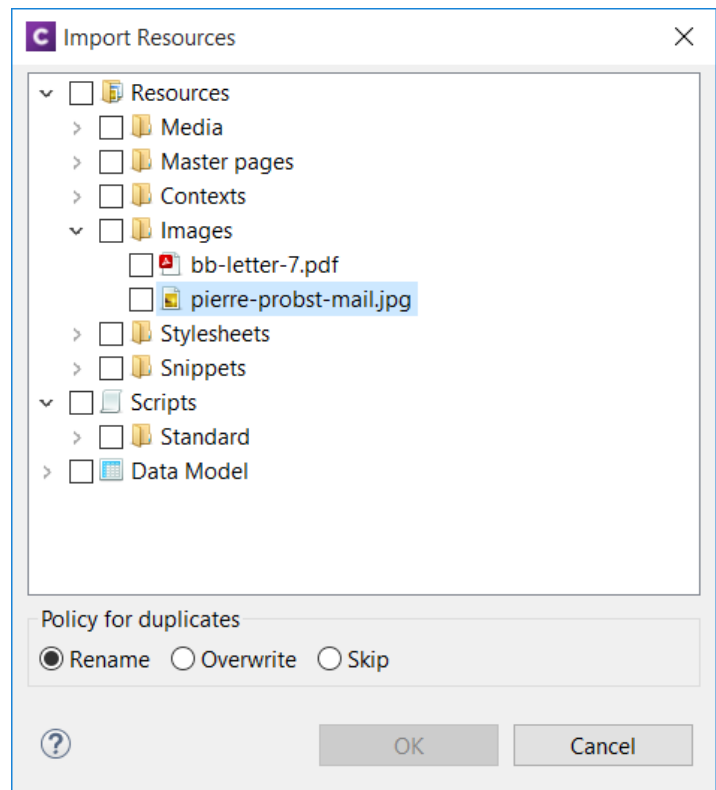 C Import Resources
Resources
Media
Master pages
Contexts
Images
bb-letter-7.pdf
pierre-probst-mail.jpg
Stylesheets
Snippets
Scripts
Standard
Data Model
Policy for duplicates
Rename Overwrite Skip
? OK Cancel